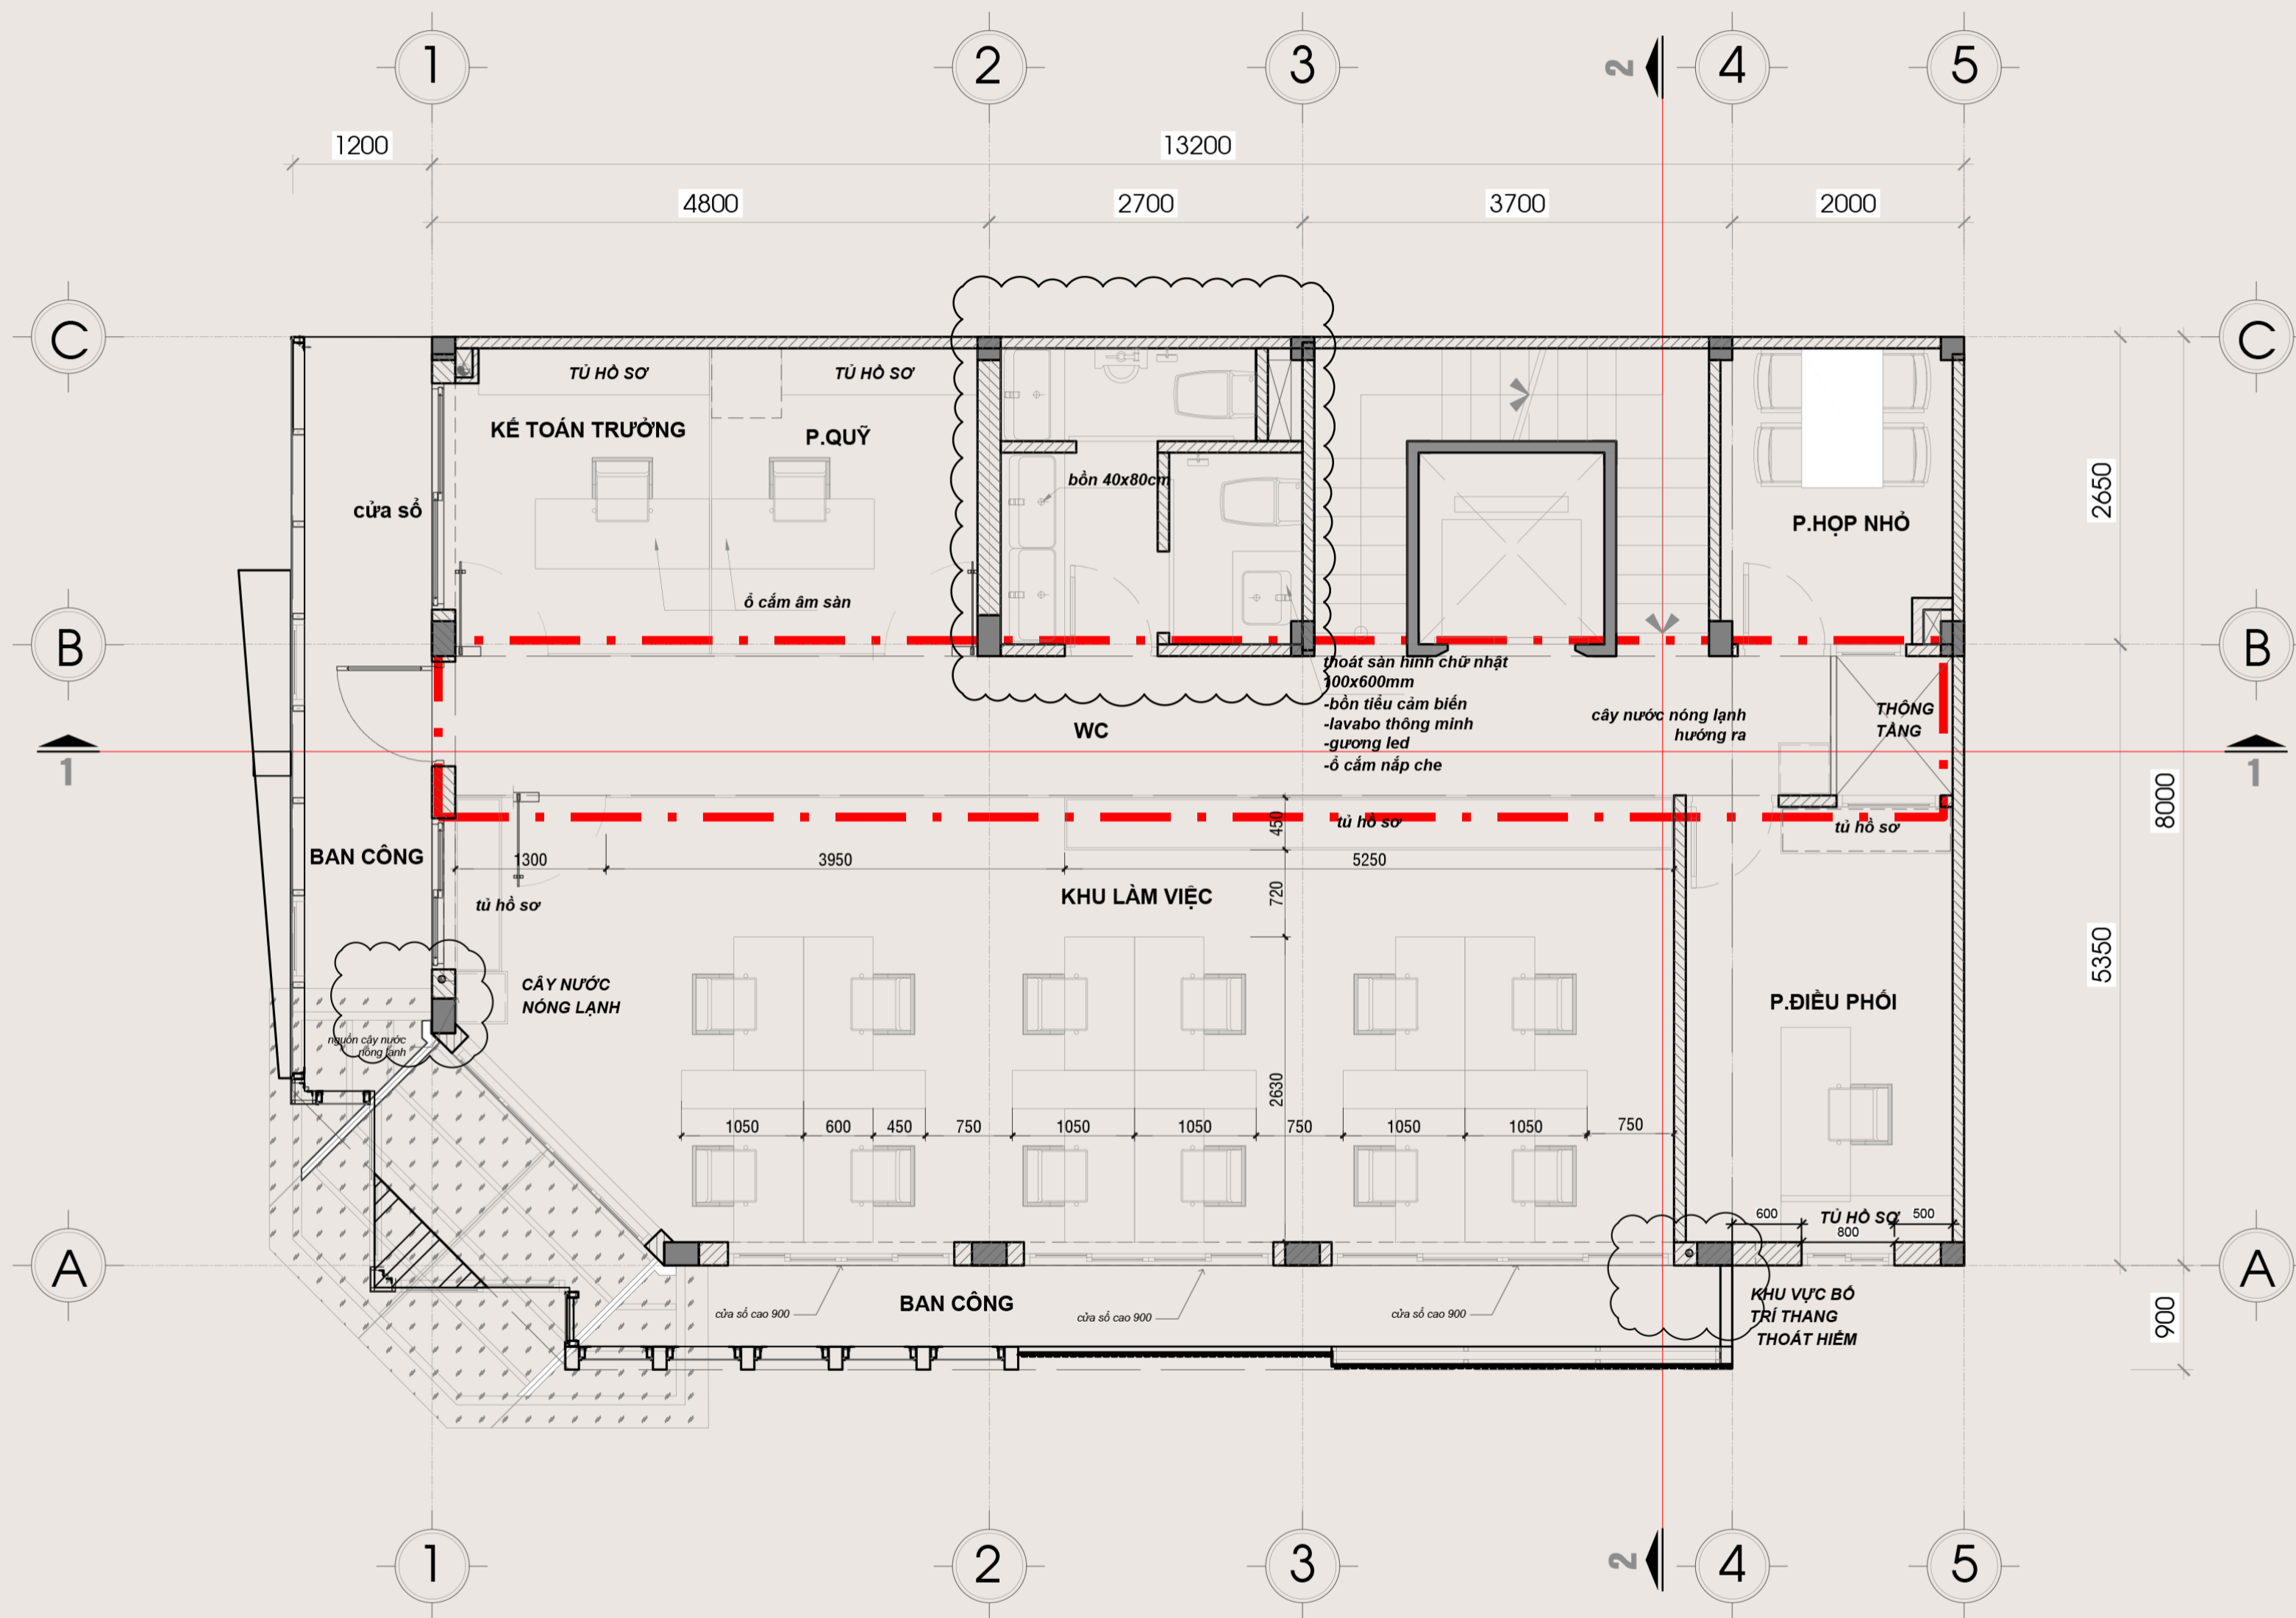 1
2
3
2
4
5
1200
13200
4800
2700
3700
2000
C
C
TỦ HỒ SƠ
TỦ HỒ SƠ
KẾ TOÁN TRƯỞNG
P.QUỸ
bồn 40x80cm
cửa sổ
P.HỌP NHỎ
2650
ổ cắm âm sàn
B
B
thoát sàn hình chữ nhật
100x600mm
-bồn tiểu cảm biến
-lavabo thông minh
-gương led
-ổ cắm nắp che
WC
cây nước nóng lạnh
hướng ra
THÔNG
TẦNG
1
1
8000
450
tủ hồ sơ
tủ hồ sơ
BAN CÔNG
1300
3950
5250
tủ hồ sơ
KHU LÀM VIỆC
720
5350
CÂY NƯỚC
NÓNG LẠNH
P.ĐIỀU PHỐI
nguồn cây nước
nóng lạnh
2630
1050
600
450
750
1050
1050
750
1050
1050
750
600
TỦ HỒ SƠ
500
800
A
A
BAN CÔNG
cửa sổ cao 900
cửa sổ cao 900
cửa sổ cao 900
KHU VỰC BỐ
TRÍ THANG
THOÁT HIỂM
900
1
2
3
2
4
5